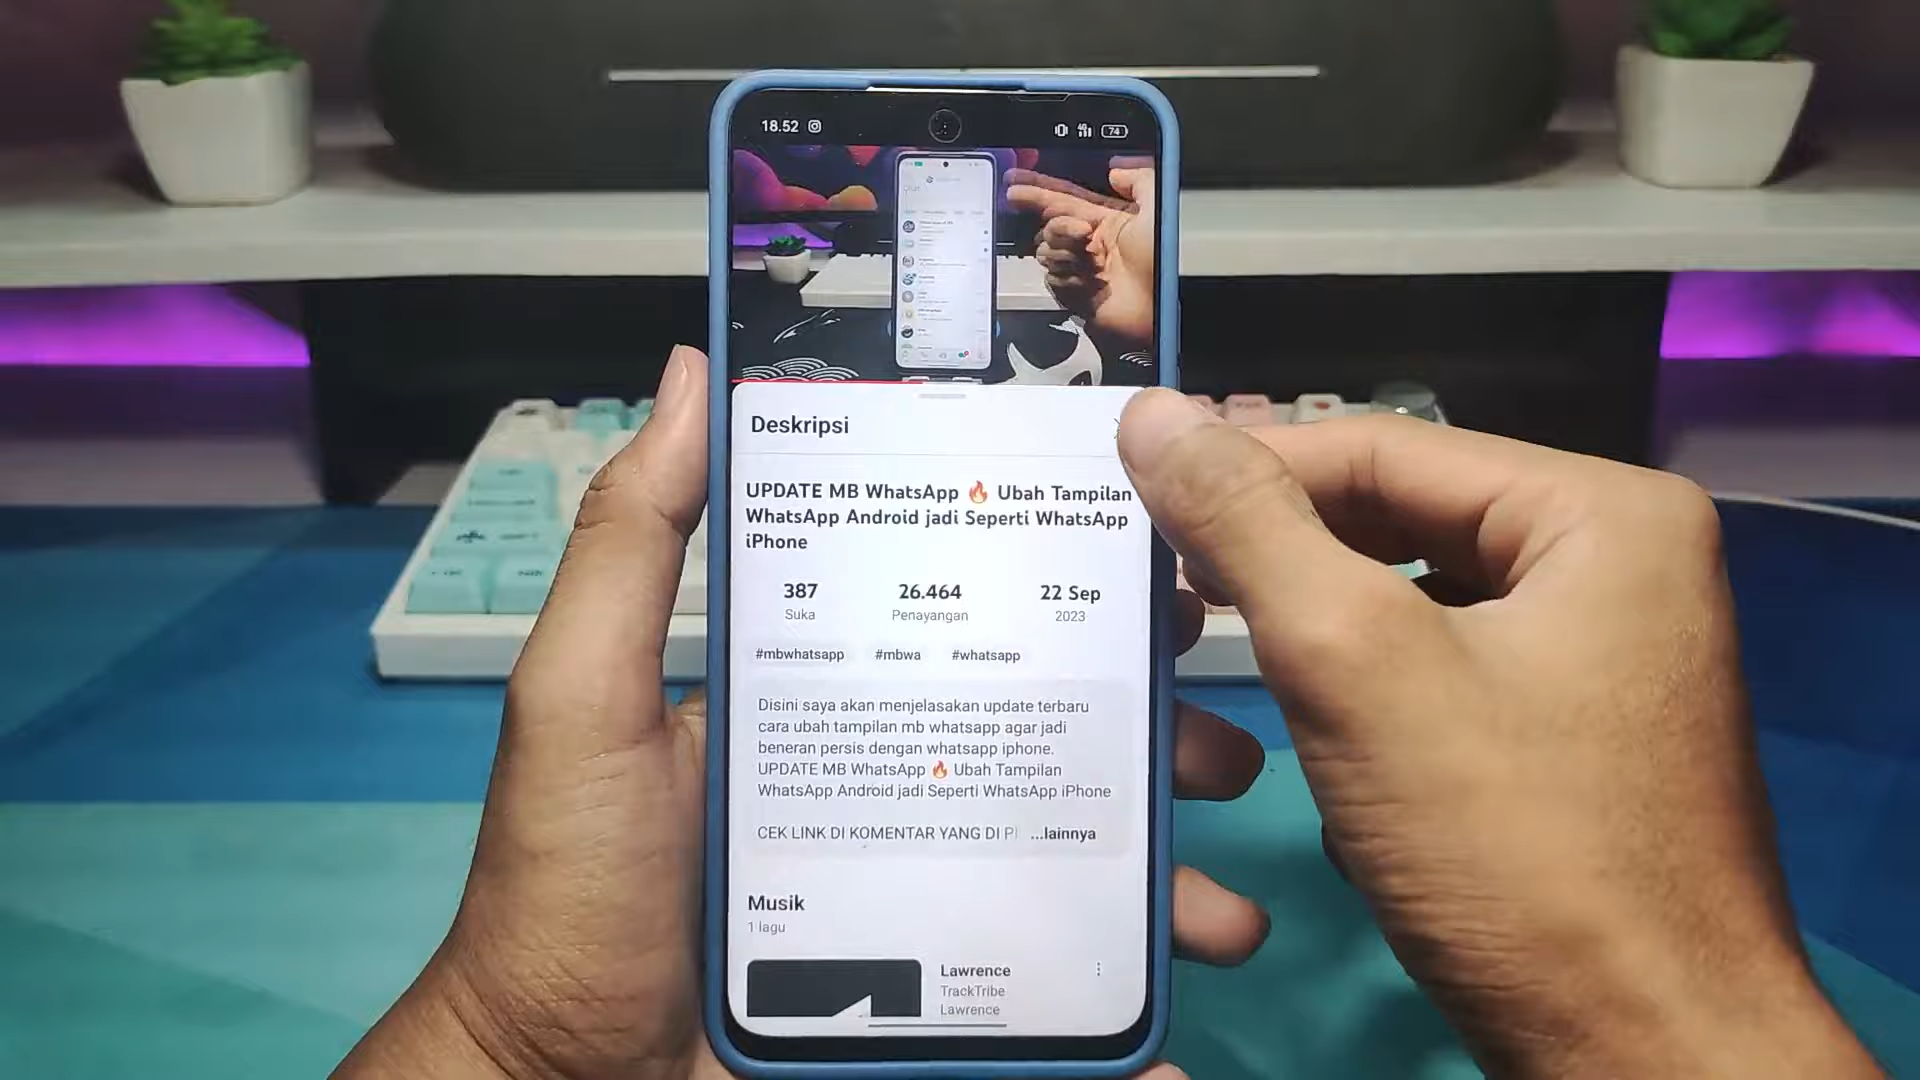 18.52
74
Deskripsi
UPDATE MB WhatsApp 🔥 Ubah Tampilan
WhatsApp Android jadi Seperti WhatsApp
iPhone
387 26.464 22 Sep
Suka Penayangan 2023
#mbwhatsapp #mbwa #whatsapp
Disini saya akan menjelasakan update terbaru
cara ubah tampilan mb whatsapp agar jadi
beneran persis dengan whatsapp iphone.
UPDATE MB WhatsApp 🔥 Ubah Tampilan
WhatsApp Android jadi Seperti WhatsApp iPhone
CEK LINK DI KOMENTAR YANG DI ...lainnya
Musik
1 lagu
Lawrence
TrackTribe
Lawrence